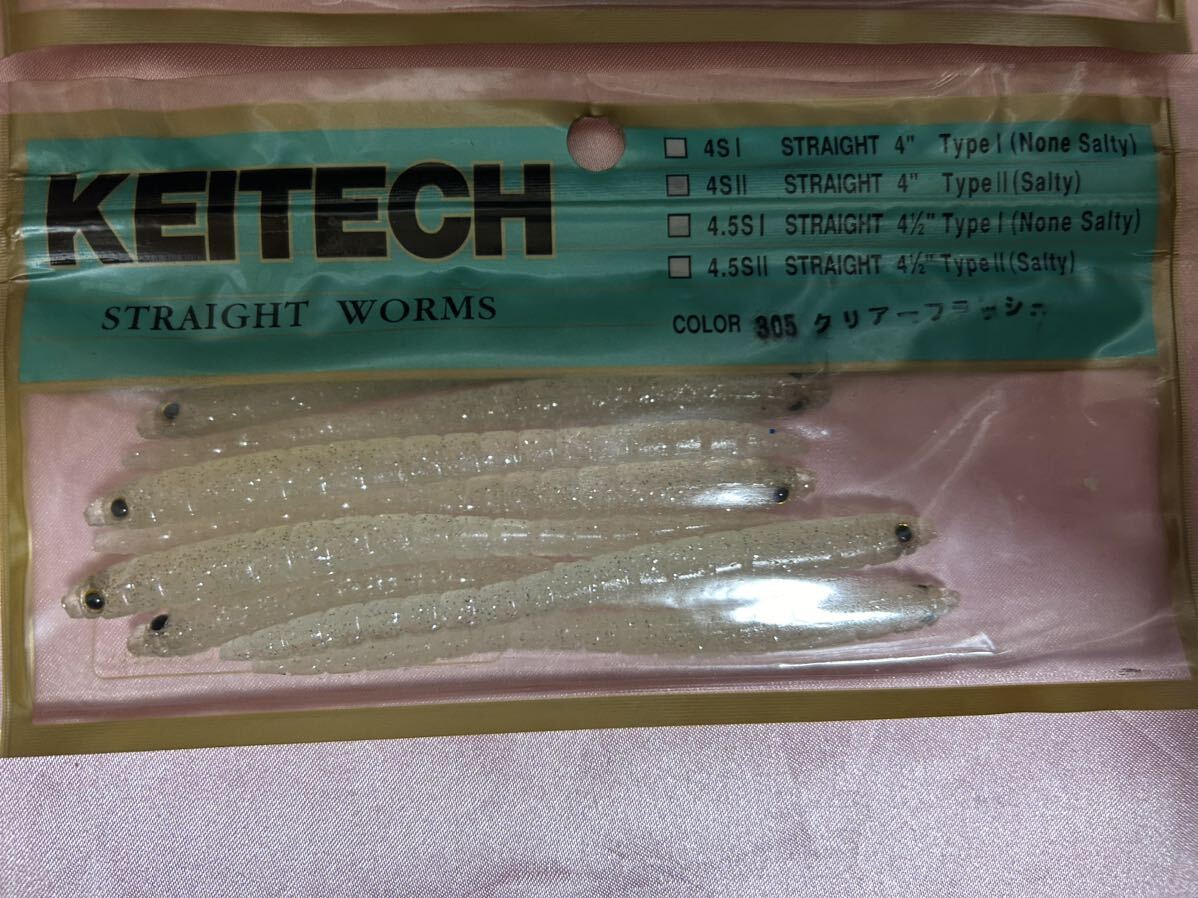 KEITECH
STRAIGHT WORMS
4S I STRAIGHT 4" Type I (None Salty)
4S II STRAIGHT 4" Type II (Salty)
4.5S I STRAIGHT 4½" Type I (None Salty)
4.5S II STRAIGHT 4½" Type II (Salty)
COLOR 305 クリアーフラッシュ